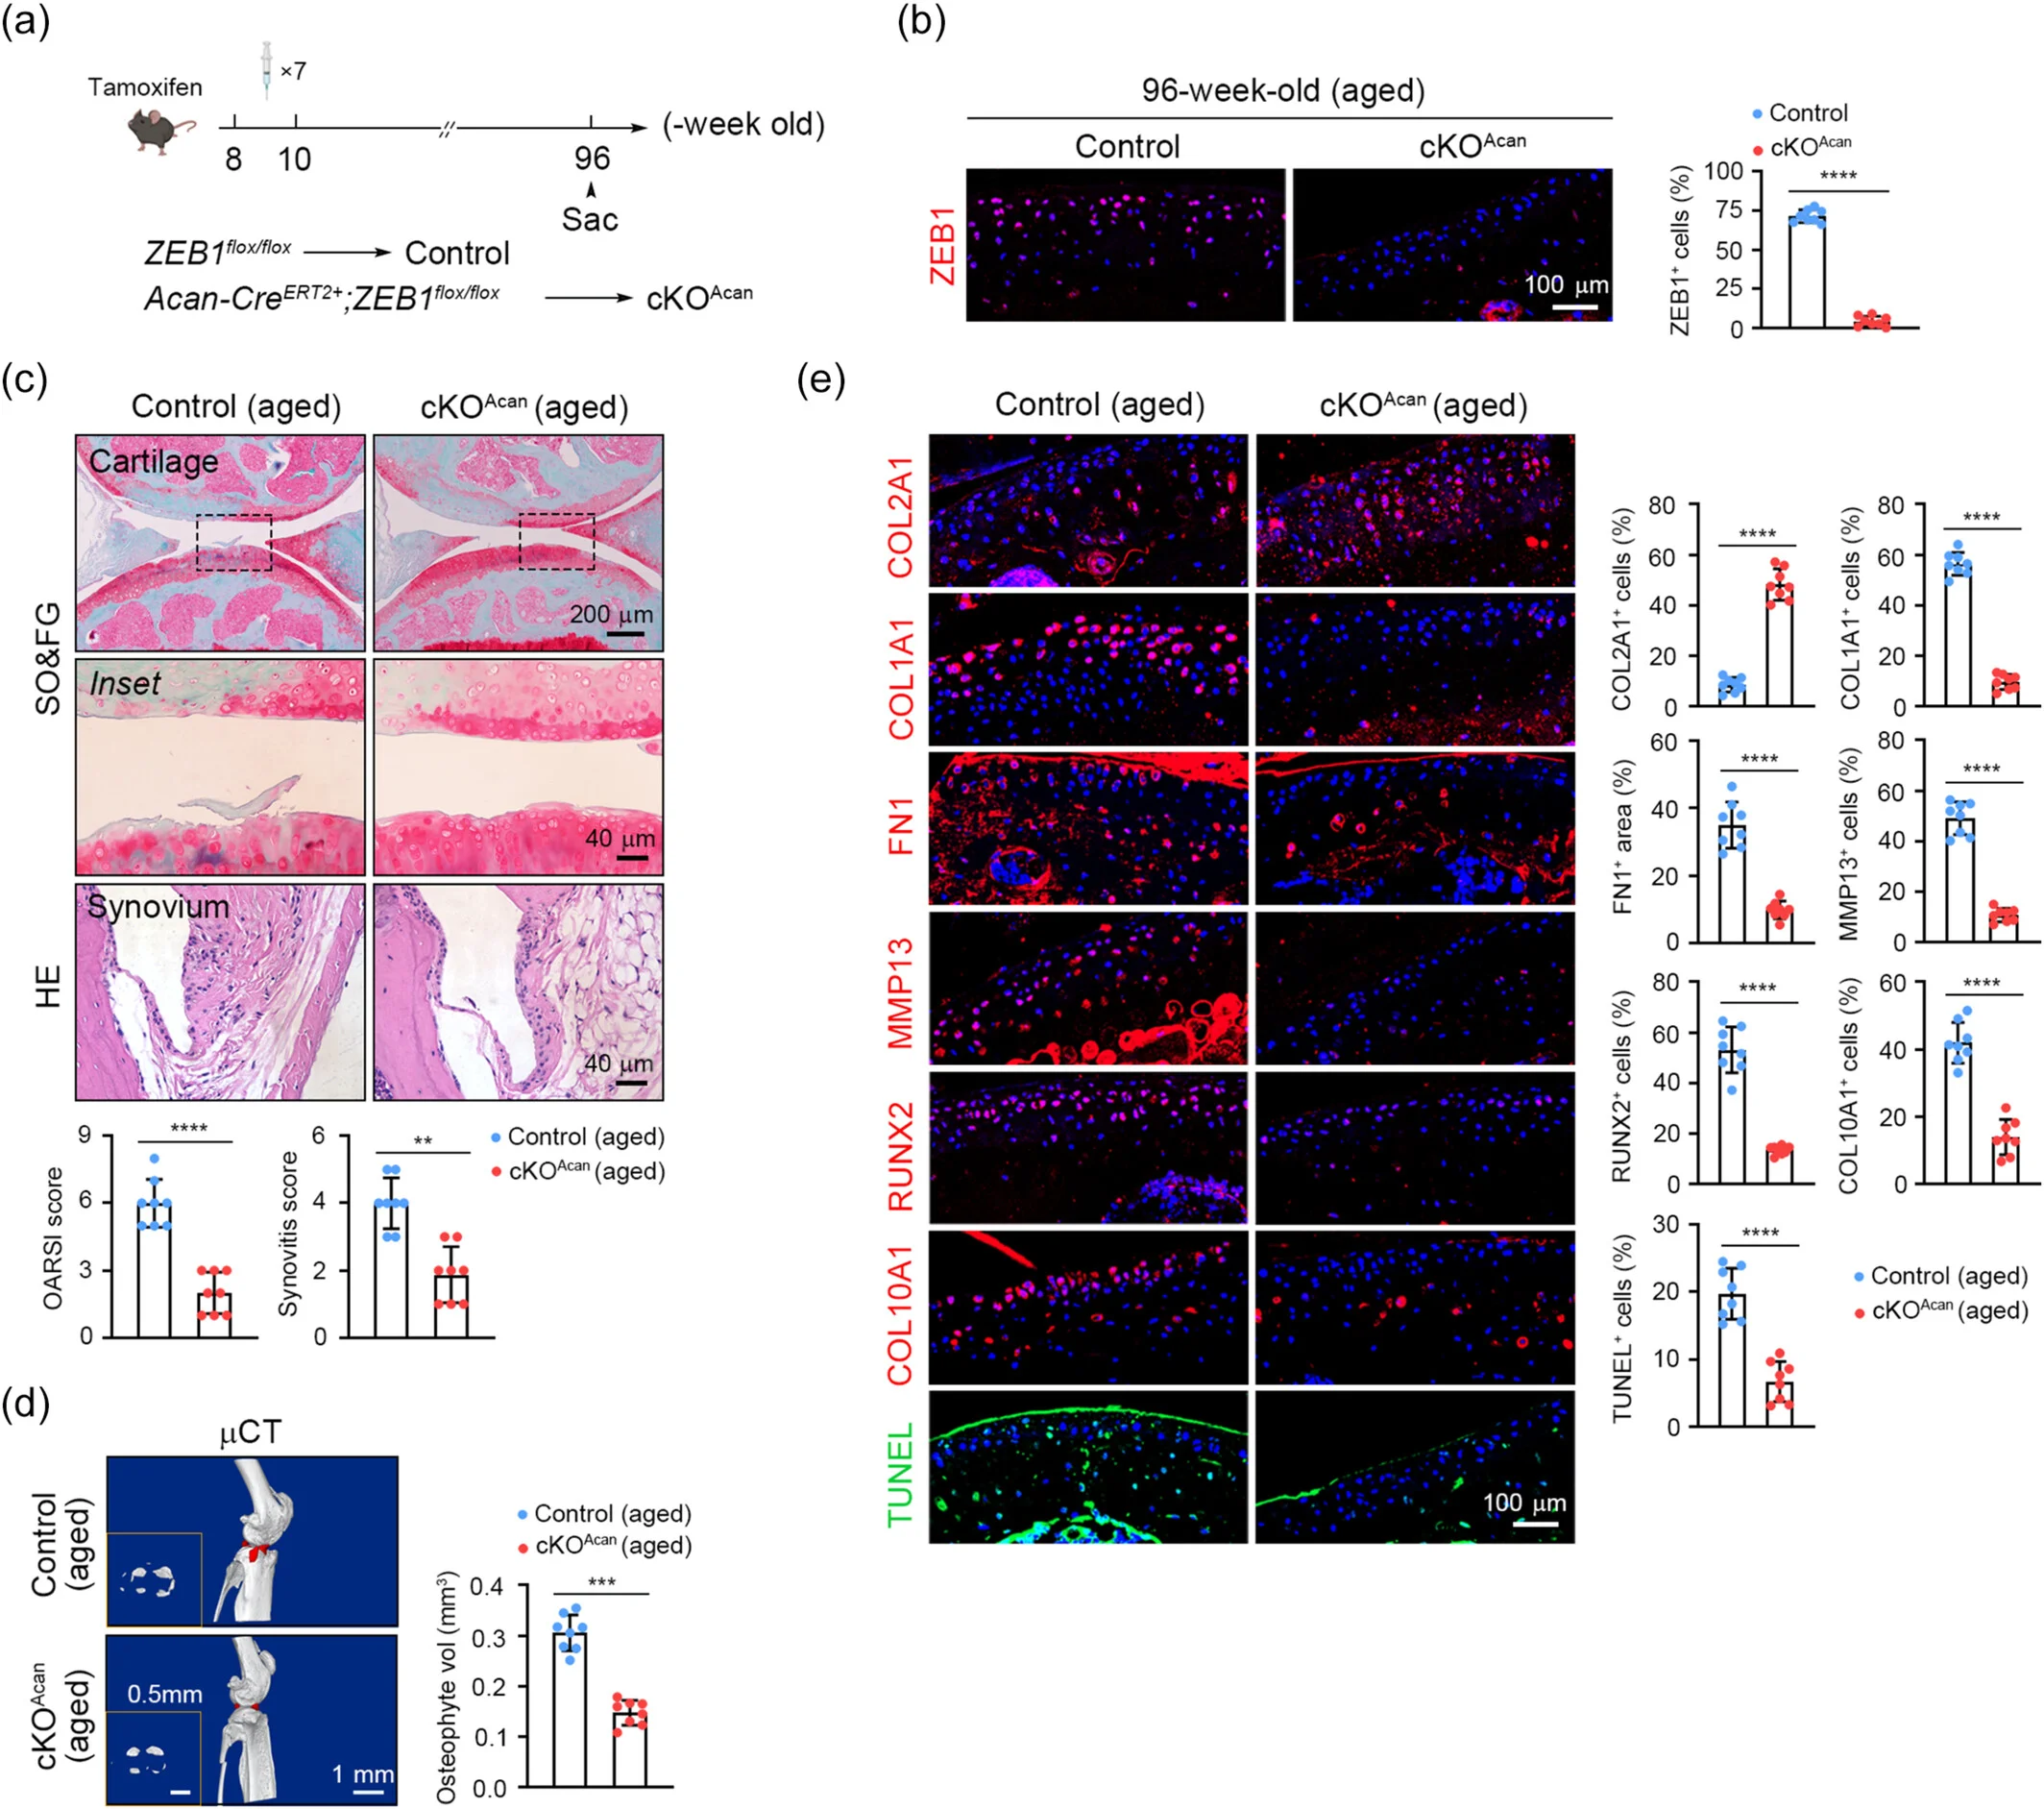 (a)
Tamoxifen
×7
8
10
96
(-week old)
Sac
ZEB1flox/flox
Control
Acan-CreERT2+;ZEB1flox/flox
cKOAcan
(b)
96-week-old (aged)
Control
cKOAcan
ZEB1
100 μm
Control
cKOAcan
****
ZEB1+ cells (%)
100
75
50
25
0
(c)
Control (aged)
cKOAcan (aged)
SO&FG
Cartilage
200 μm
Inset
40 μm
HE
Synovium
40 μm
OARSI score
9
6
3
0
****
Synovitis score
6
4
2
0
**
Control (aged)
cKOAcan (aged)
(d)
μCT
Control
(aged)
cKOAcan
(aged)
0.5mm
1 mm
Control (aged)
cKOAcan (aged)
Osteophyte vol (mm3)
0.4
0.3
0.2
0.1
0.0
***
(e)
Control (aged)
cKOAcan (aged)
COL2A1
COL1A1
FN1
MMP13
RUNX2
COL10A1
TUNEL
100 μm
COL2A1+ cells (%)
80
60
40
20
0
****
COL1A1+ cells (%)
80
60
40
20
0
****
FN1+ area (%)
60
40
20
0
****
MMP13+ cells (%)
80
60
40
20
0
****
RUNX2+ cells (%)
80
60
40
20
0
****
COL10A1+ cells (%)
60
40
20
0
****
TUNEL+ cells (%)
30
20
10
0
****
Control (aged)
cKOAcan (aged)